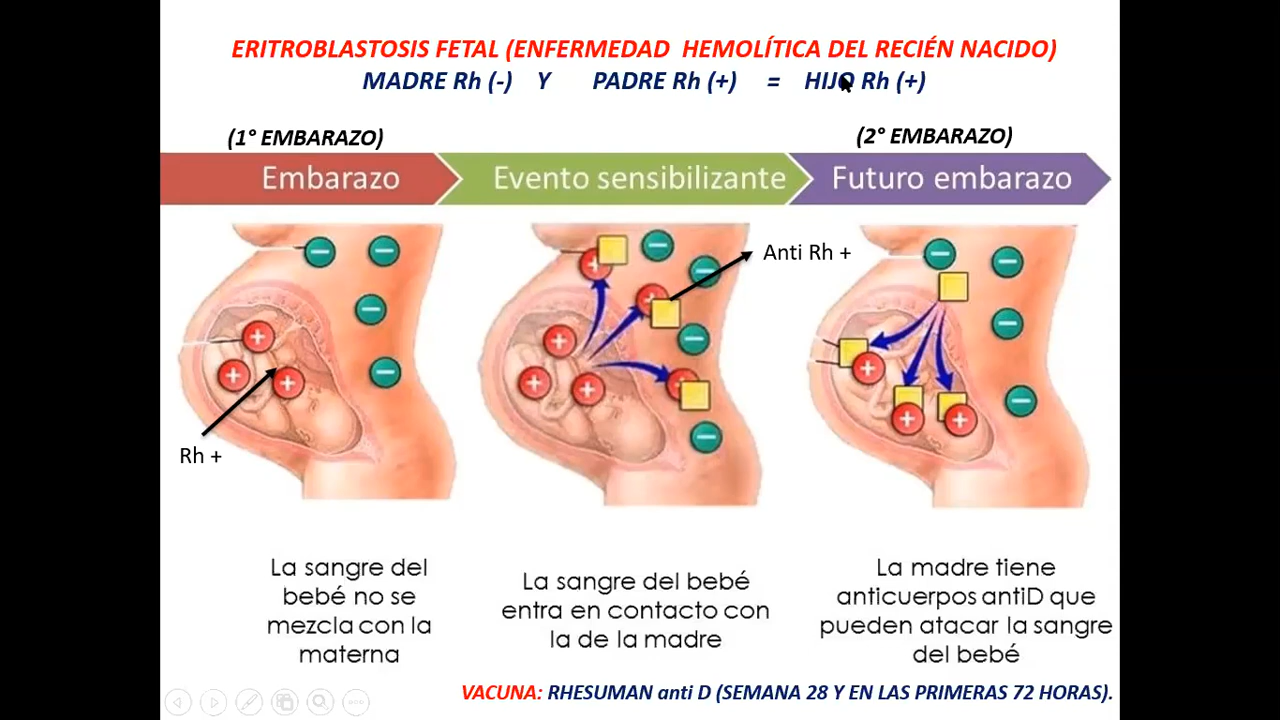 ERITROBLASTOSIS FETAL (ENFERMEDAD HEMOLÍTICA DEL RECIÉN NACIDO)
MADRE Rh (-) Y PADRE Rh (+) = HIJO Rh (+)
(1° EMBARAZO)
(2° EMBARAZO)
Embarazo
Evento sensibilizante
Futuro embarazo
Anti Rh +
Rh +
La sangre del
bebé no se
mezcla con la
materna
La sangre del bebé
entra en contacto con
la de la madre
La madre tiene
anticuerpos antiD que
pueden atacar la sangre
del bebé
VACUNA: RHESUMAN anti D (SEMANA 28 Y EN LAS PRIMERAS 72 HORAS).